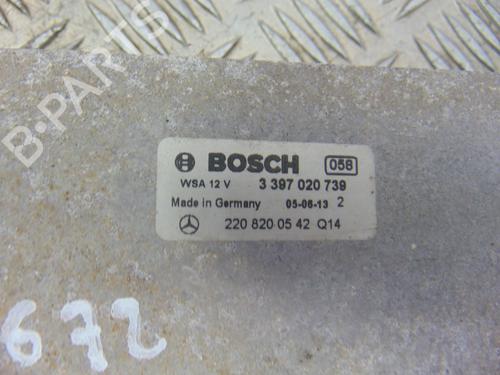 B-PARTS
BOSCH 058
WSA 12 V 3 397 020 739
Made in Germany 05-06-13 2
220 820 05 42 Q14
672